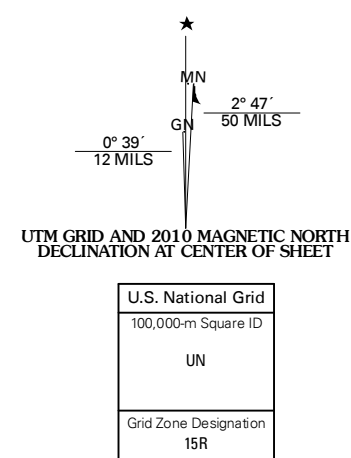 MN
2° 47´
50 MILS
GN
0° 39´
12 MILS
UTM GRID AND 2010 MAGNETIC NORTH
DECLINATION AT CENTER OF SHEET
U.S. National Grid
100,000-m Square ID
UN
Grid Zone Designation
15R